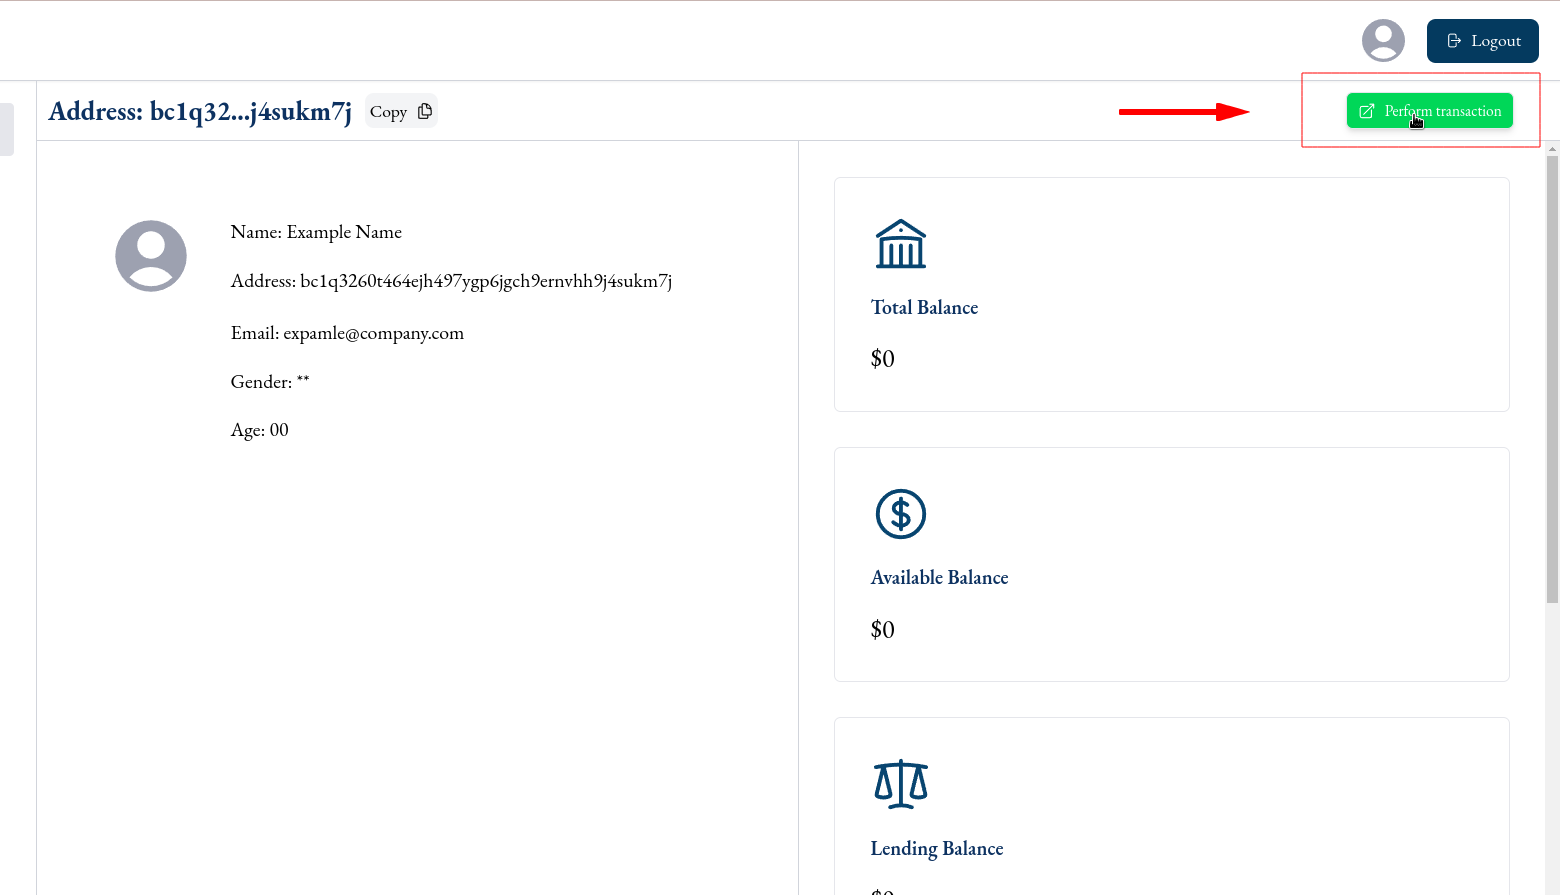 Logout
Address: bc1q32...j4sukm7j
Copy
Perform transaction
Name: Example Name
Address: bc1q3260t464ejh497ygp6jgch9ernvhh9j4sukm7j
Email: expamle@company.com
Gender: **
Age: 00
Total Balance
$0
Available Balance
$0
Lending Balance